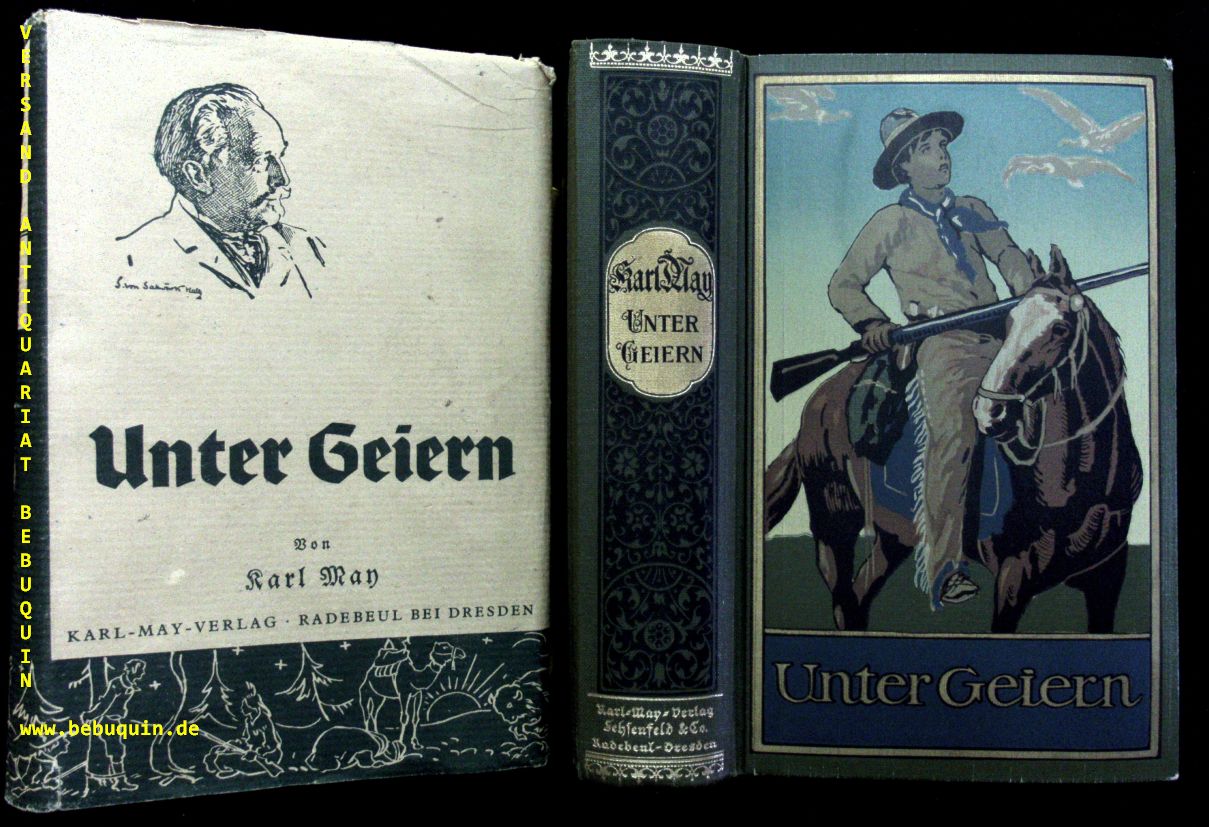 VERSAND ANTIQUARIAT BEBUQUIN
www.bebuquin.de
Unter Geiern
Von
Karl May
KARL-MAY-VERLAG · RADEBEUL BEI DRESDEN
Karl May
UNTER
GEIERN
Karl-May-Verlag
Fehsenfeld & Co.
Radebeul-Dresden
Unter Geiern